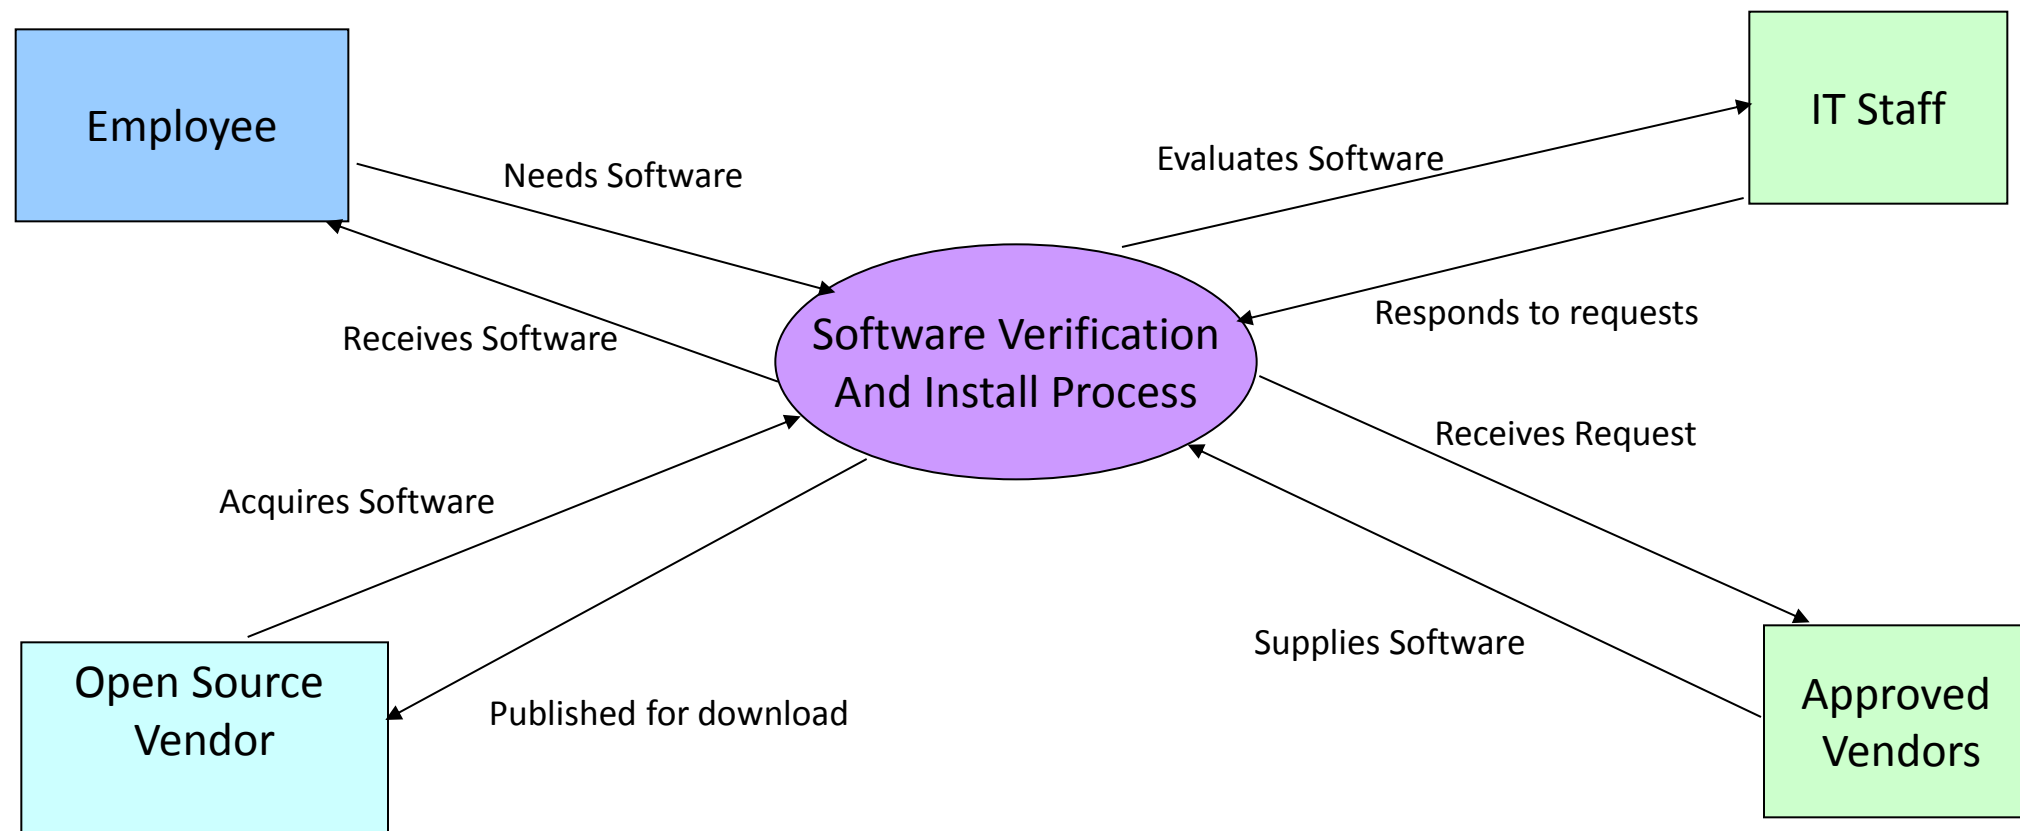 Employee
IT Staff
Needs Software
Evaluates Software
Receives Software
Software Verification
And Install Process
Responds to requests
Receives Request
Acquires Software
Supplies Software
Open Source
Vendor
Published for download
Approved
Vendors